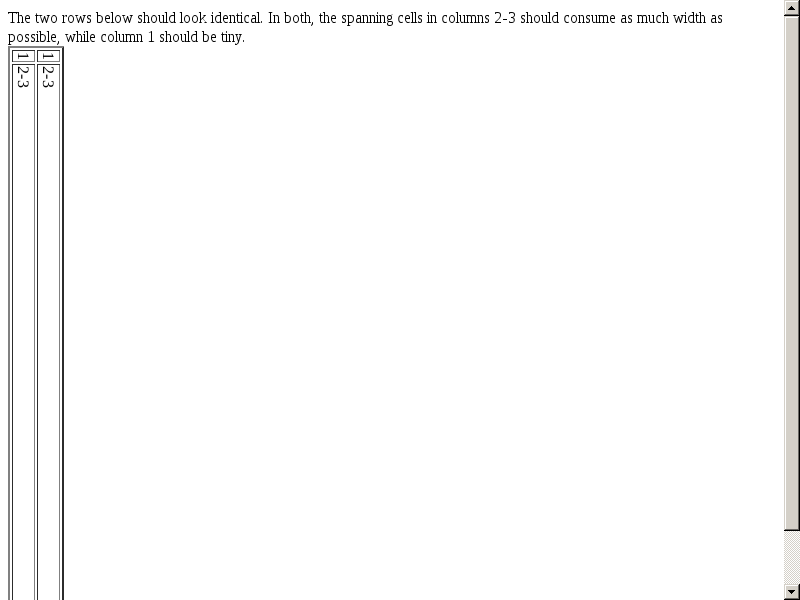 The two rows below should look identical. In both, the spanning cells in columns 2-3 should consume as much width as
possible, while column 1 should be tiny.
1 2-3
1 2-3